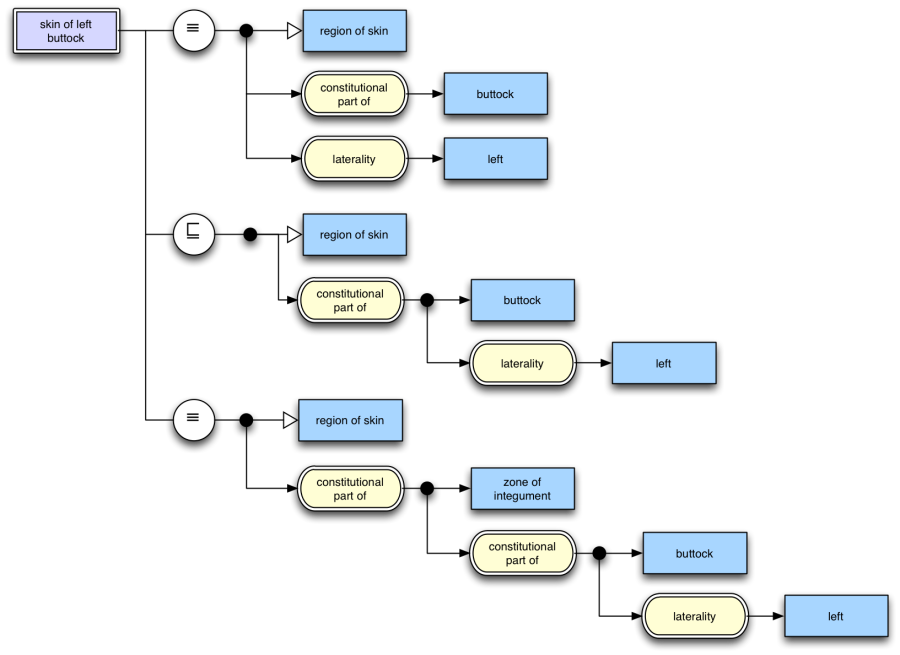 skin of left
buttock
≡
region of skin
constitutional
part of
buttock
laterality
left
⊑
region of skin
constitutional
part of
buttock
laterality
left
≡
region of skin
constitutional
part of
zone of
integument
constitutional
part of
buttock
laterality
left